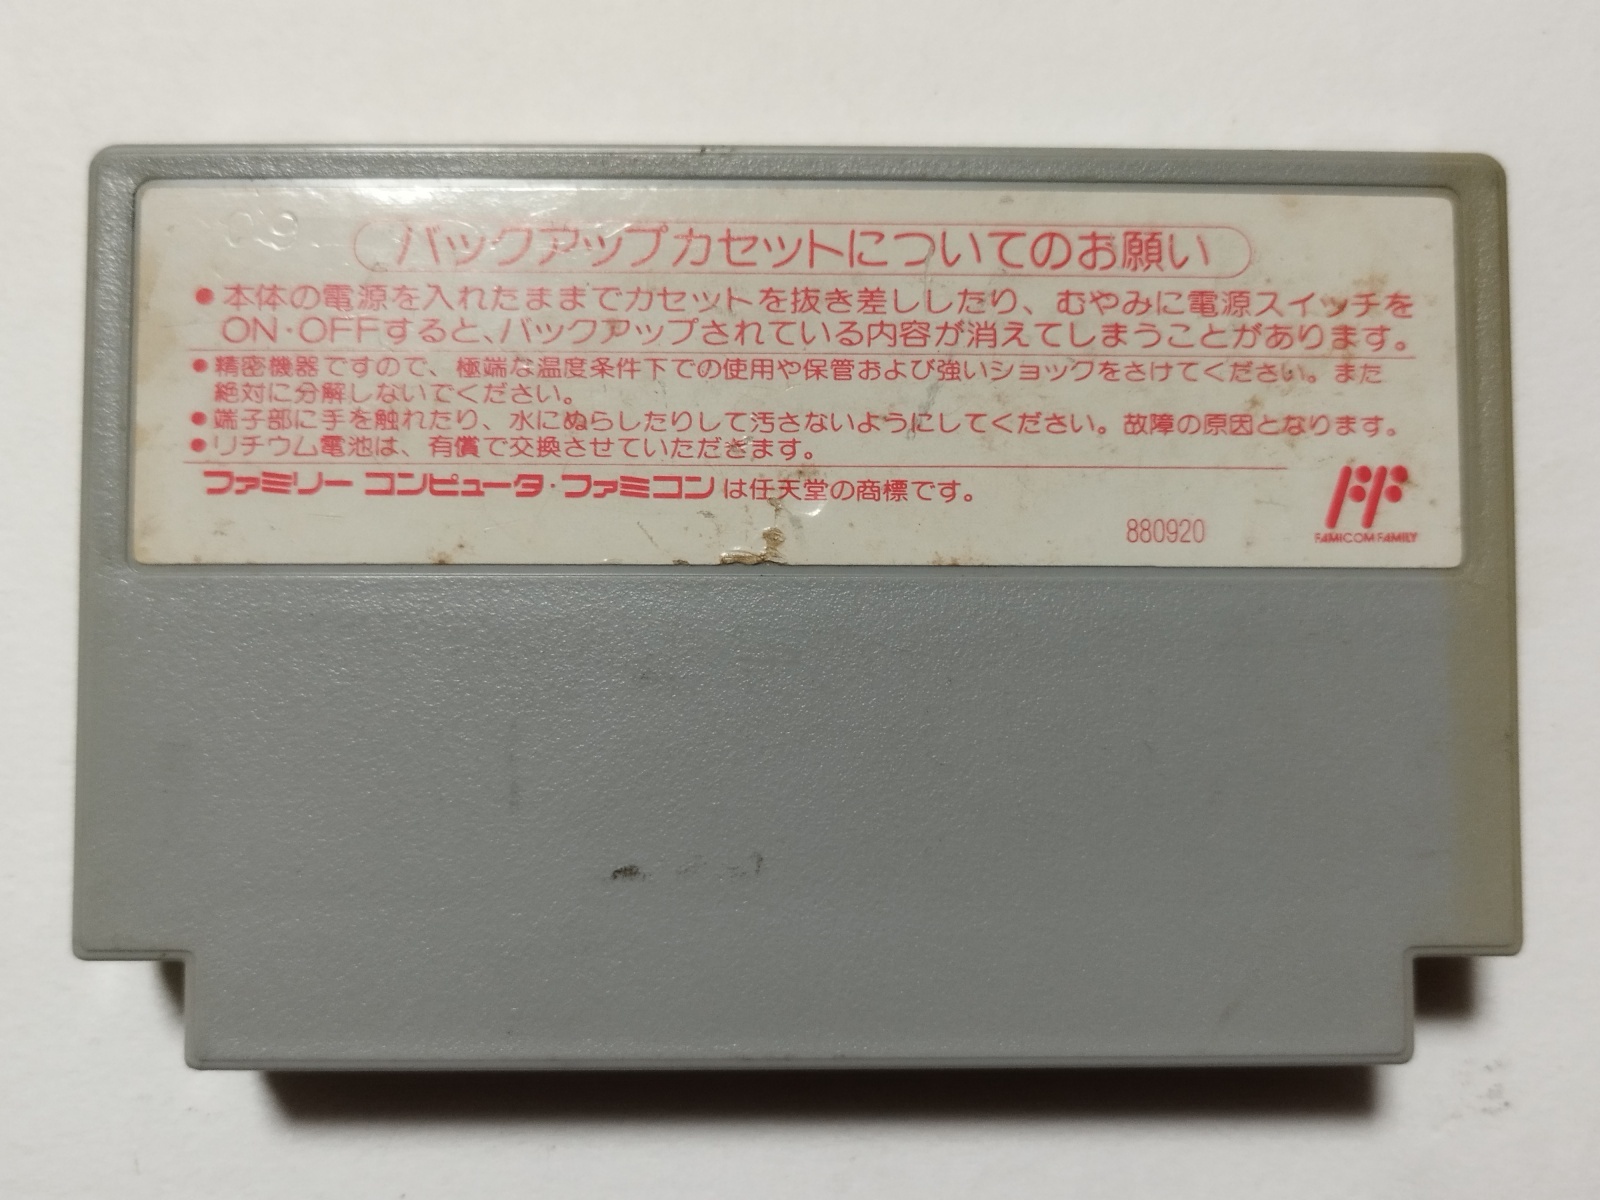 バックアップカセットについてのお願い
●本体の電源を入れたままでカセットを抜き差ししたり、むやみに電源スイッチを
ON・OFFすると、バックアップされている内容が消えてしまうことがあります。
●精密機器ですので、極端な温度条件下での使用や保管および強いショックをさけてください。また
絶対に分解しないでください。
●端子部に手を触れたり、水にぬらしたりして汚さないようにしてください。故障の原因となります。
●リチウム電池は、有償で交換させていただきます。
ファミリー コンピュータ・ファミコンは任天堂の商標です。
880920
FAMICOM FAMILY